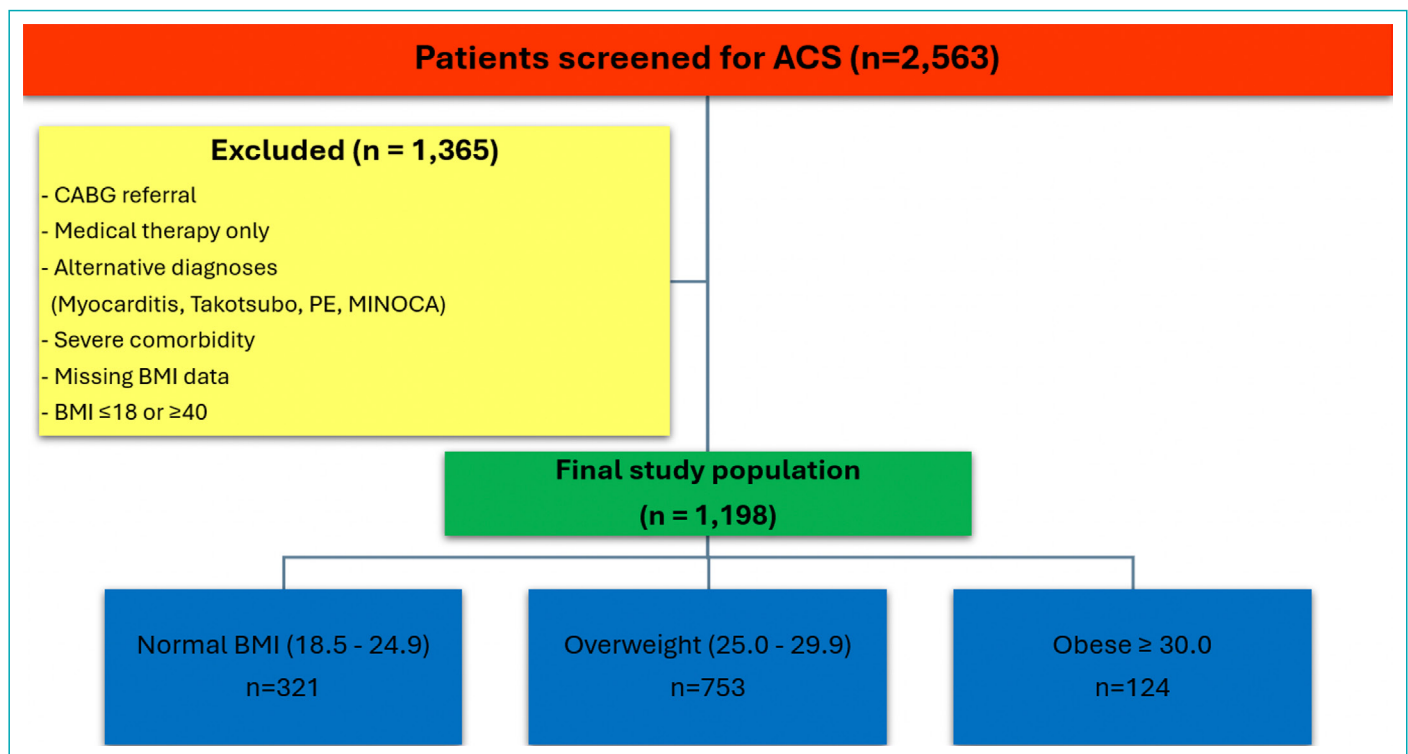 Patients screened for ACS (n=2,563)
Excluded (n = 1,365)
- CABG referral
- Medical therapy only
- Alternative diagnoses
(Myocarditis, Takotsubo, PE, MINOCA)
- Severe comorbidity
- Missing BMI data
- BMI ≤18 or ≥40
Final study population
(n = 1,198)
Normal BMI (18.5 - 24.9)
n=321
Overweight (25.0 - 29.9)
n=753
Obese ≥ 30.0
n=124